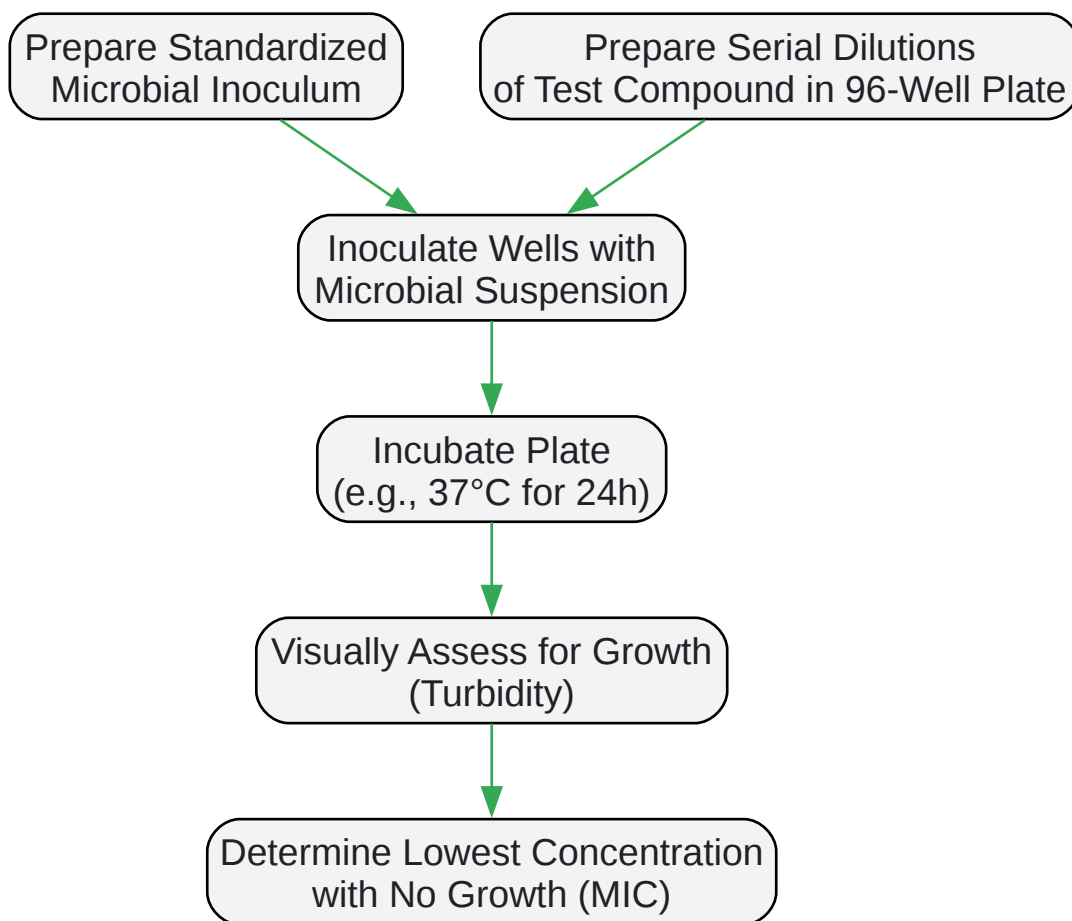 Prepare Standardized
Microbial Inoculum
Prepare Serial Dilutions
of Test Compound in 96-Well Plate
Inoculate Wells with
Microbial Suspension
Incubate Plate
(e.g., 37°C for 24h)
Visually Assess for Growth
(Turbidity)
Determine Lowest Concentration
with No Growth (MIC)